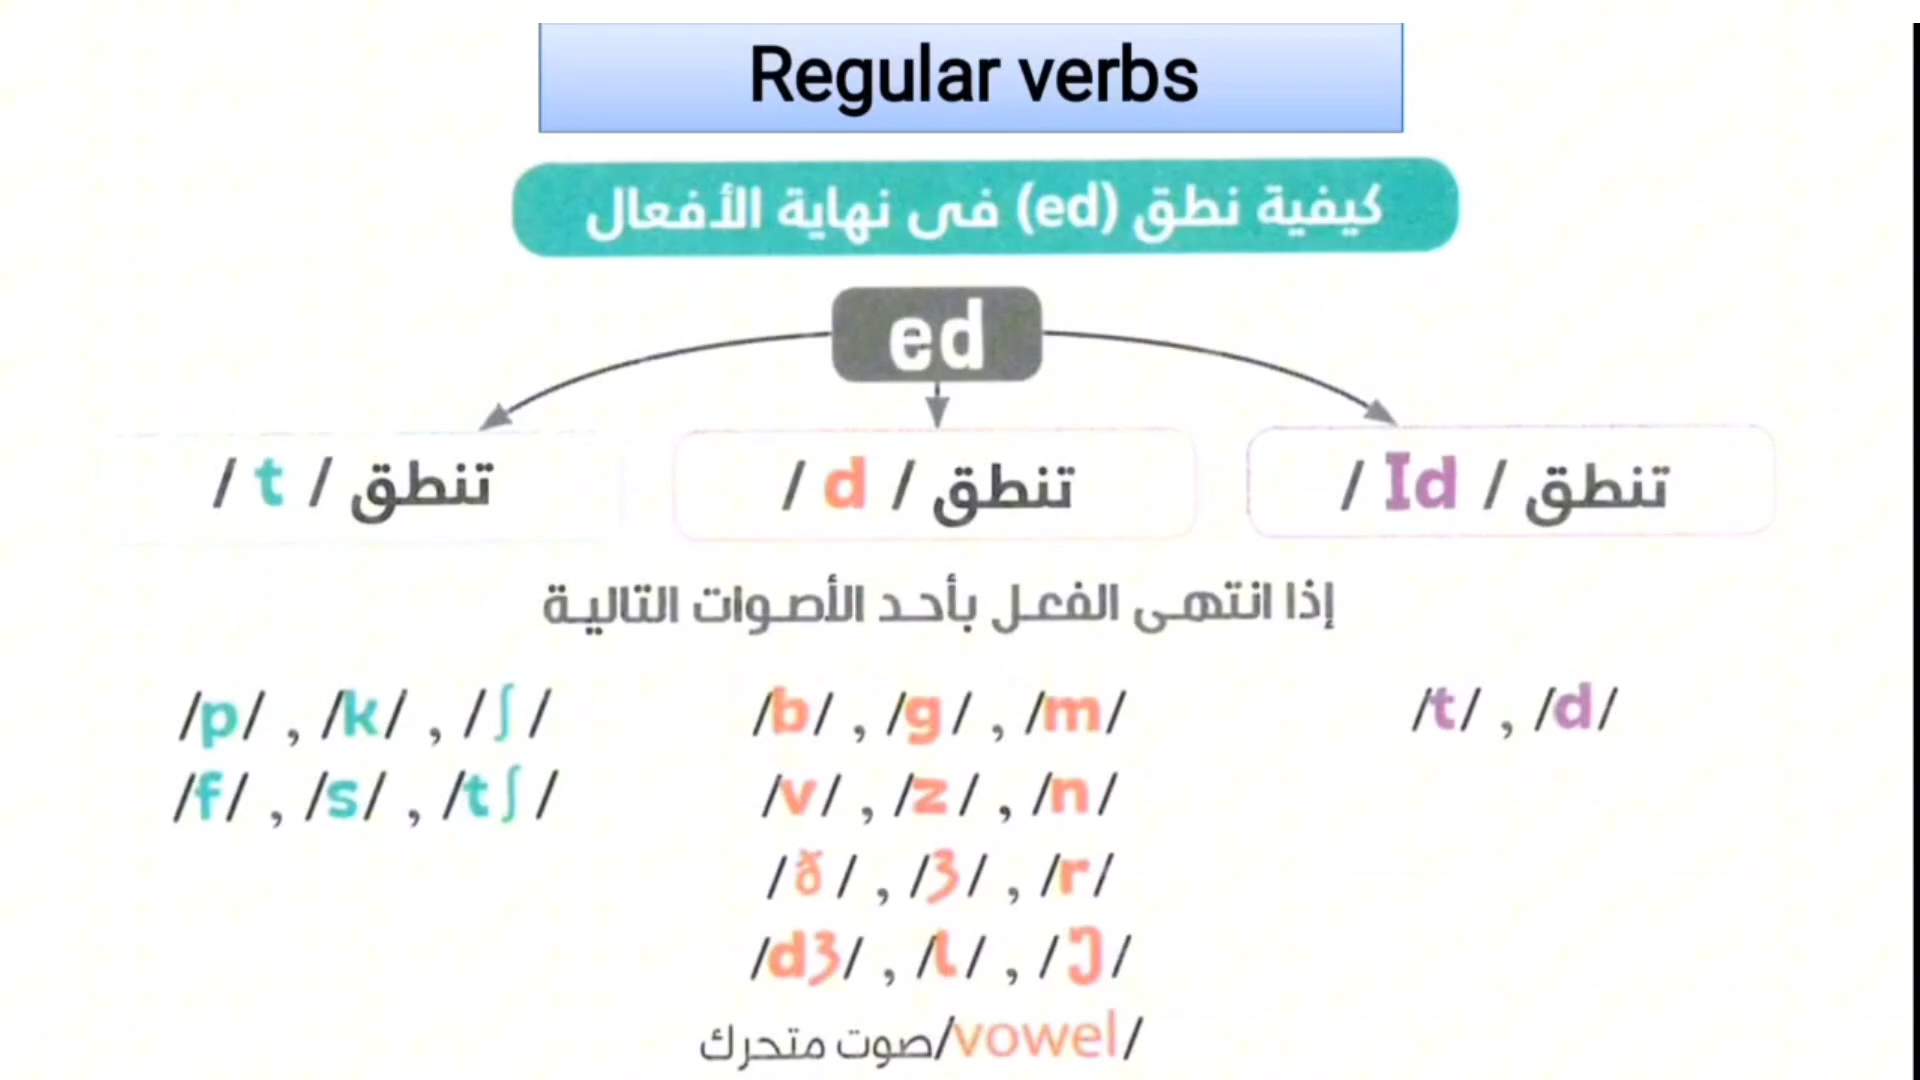 Regular verbs
كيفية نطق (ed) فى نهاية الأفعال
ed
تنطق / t /
تنطق / d /
تنطق / Id /
إذا انتهى الفعل بأحد الأصوات التالية
/p/ , /k/ , /ʃ/
/f/ , /s/ , /tʃ/
/b/ , /g/ , /m/
/v/ , /z/ , /n/
/ð/ , /ʒ/ , /r/
/dʒ/ , /l/ , /ŋ/
/vowel/صوت متحرك
/t/ , /d/